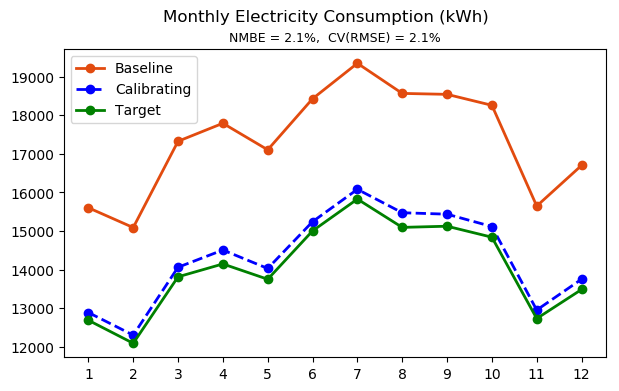 Monthly Electricity Consumption (kWh)
NMBE = 2.1%,  CV(RMSE) = 2.1%
Baseline
Calibrating
Target
19000
18000
17000
16000
15000
14000
13000
12000
1 2 3 4 5 6 7 8 9 10 11 12